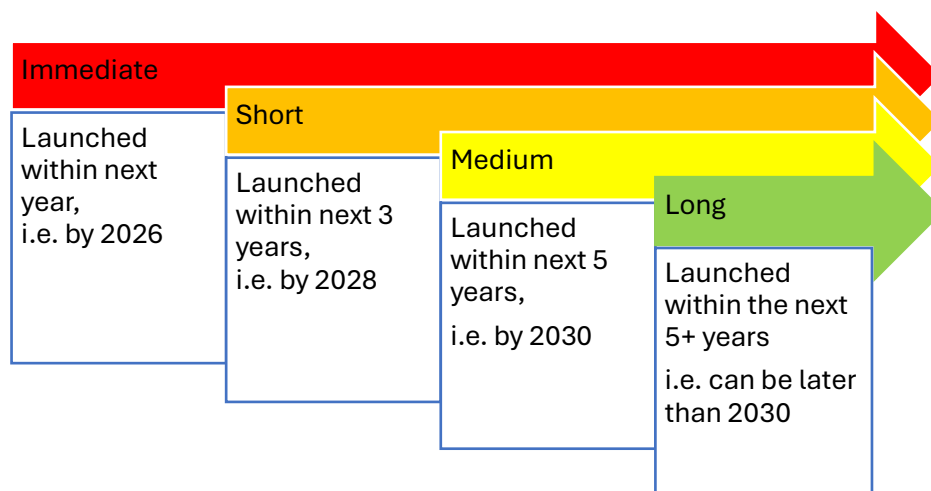 Immediate
Launched
within next
year,
i.e. by 2026
Short
Launched
within next 3
years,
i.e. by 2028
Medium
Launched
within next 5
years,
i.e. by 2030
Long
Launched
within the next
5+ years
i.e. can be later
than 2030